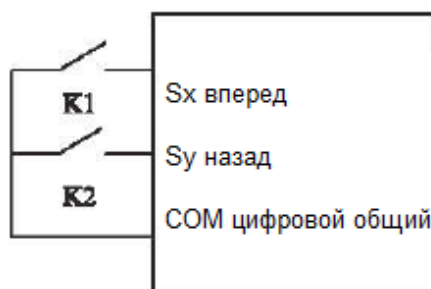 K1
Sx вперед
Sy назад
K2
COM цифровой общий